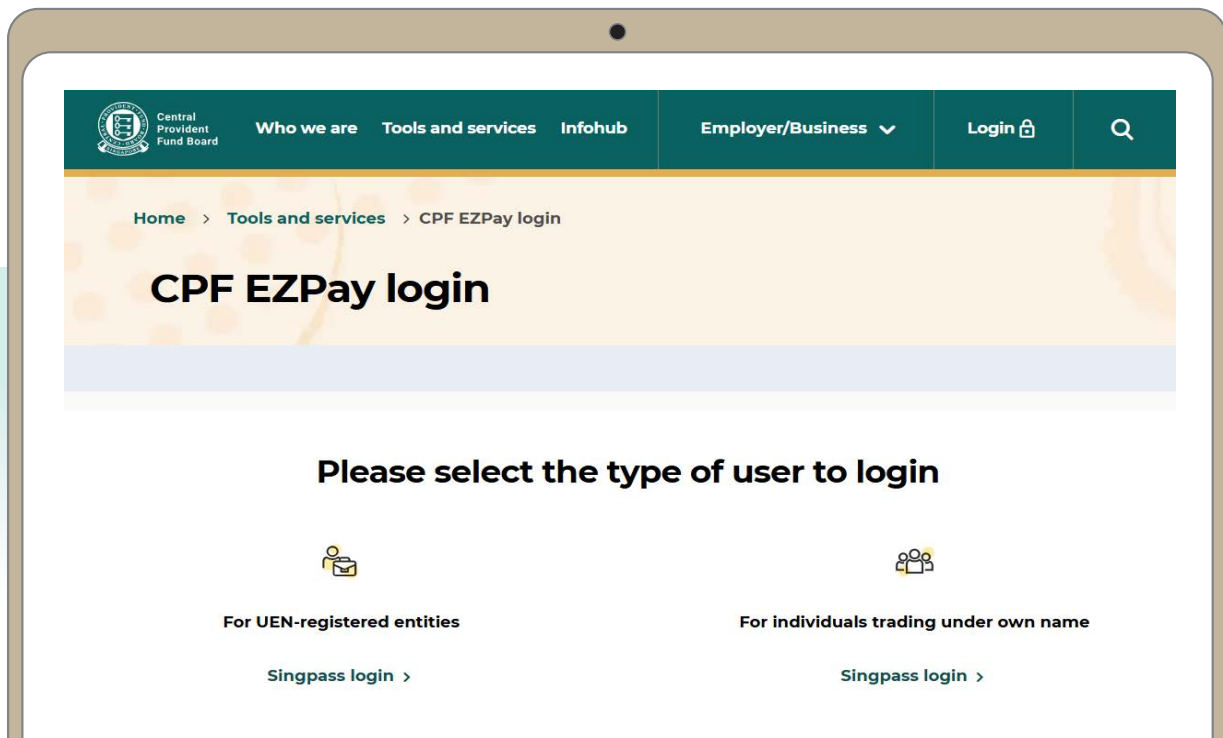 Central
Provident
Fund Board
Who we are Tools and services Infohub Employer/Business Login
Home > Tools and services > CPF EZPay login
CPF EZPay login
Please select the type of user to login
For UEN-registered entities For individuals trading under own name
Singpass login > Singpass login >